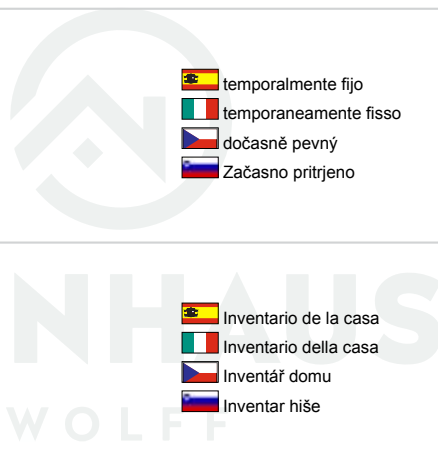 temporalmente fijo
temporaneamente fisso
dočasně pevný
Začasno pritrjeno
NHAUS
Inventario de la casa
Inventario della casa
Inventář domu
Inventar hiše
WOLFF